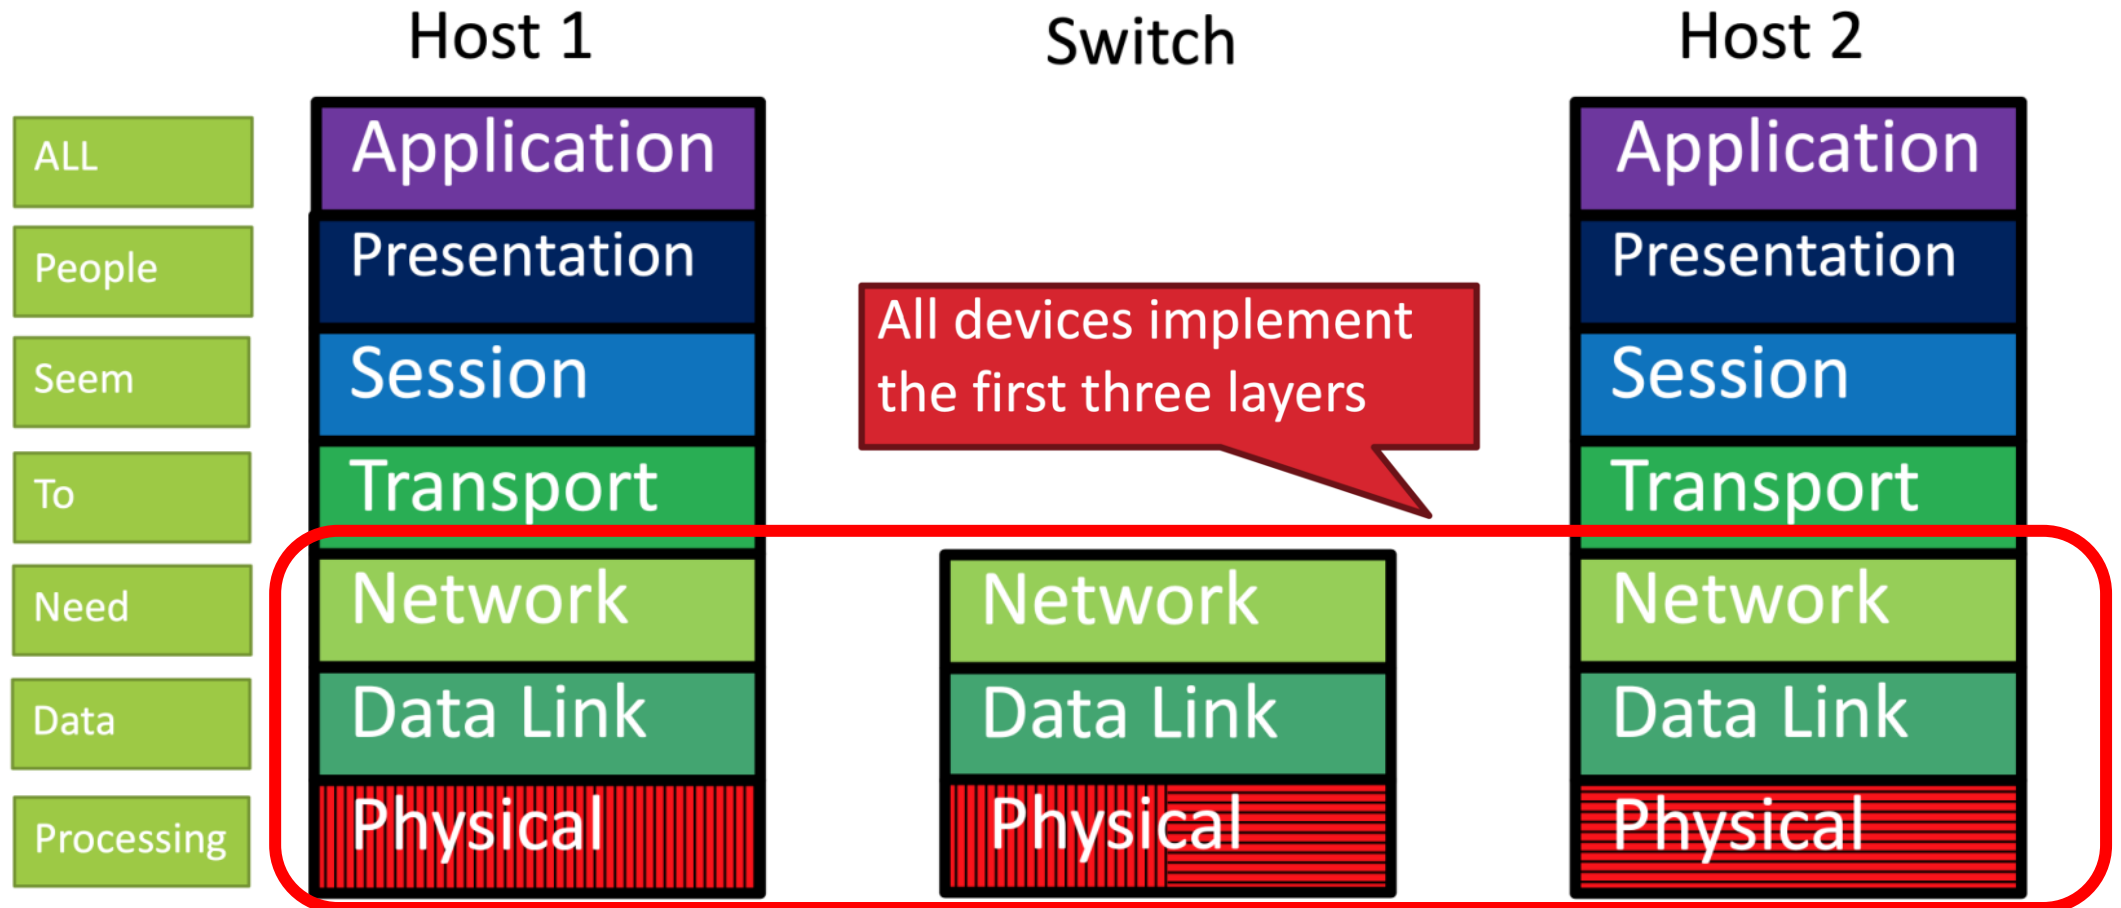 Host 1
Switch
Host 2
ALL
People
Seem
To
Need
Data
Processing
Application
Presentation
Session
Transport
Network
Data Link
Physical
All devices implement
the first three layers
Network
Data Link
Physical
Application
Presentation
Session
Transport
Network
Data Link
Physical